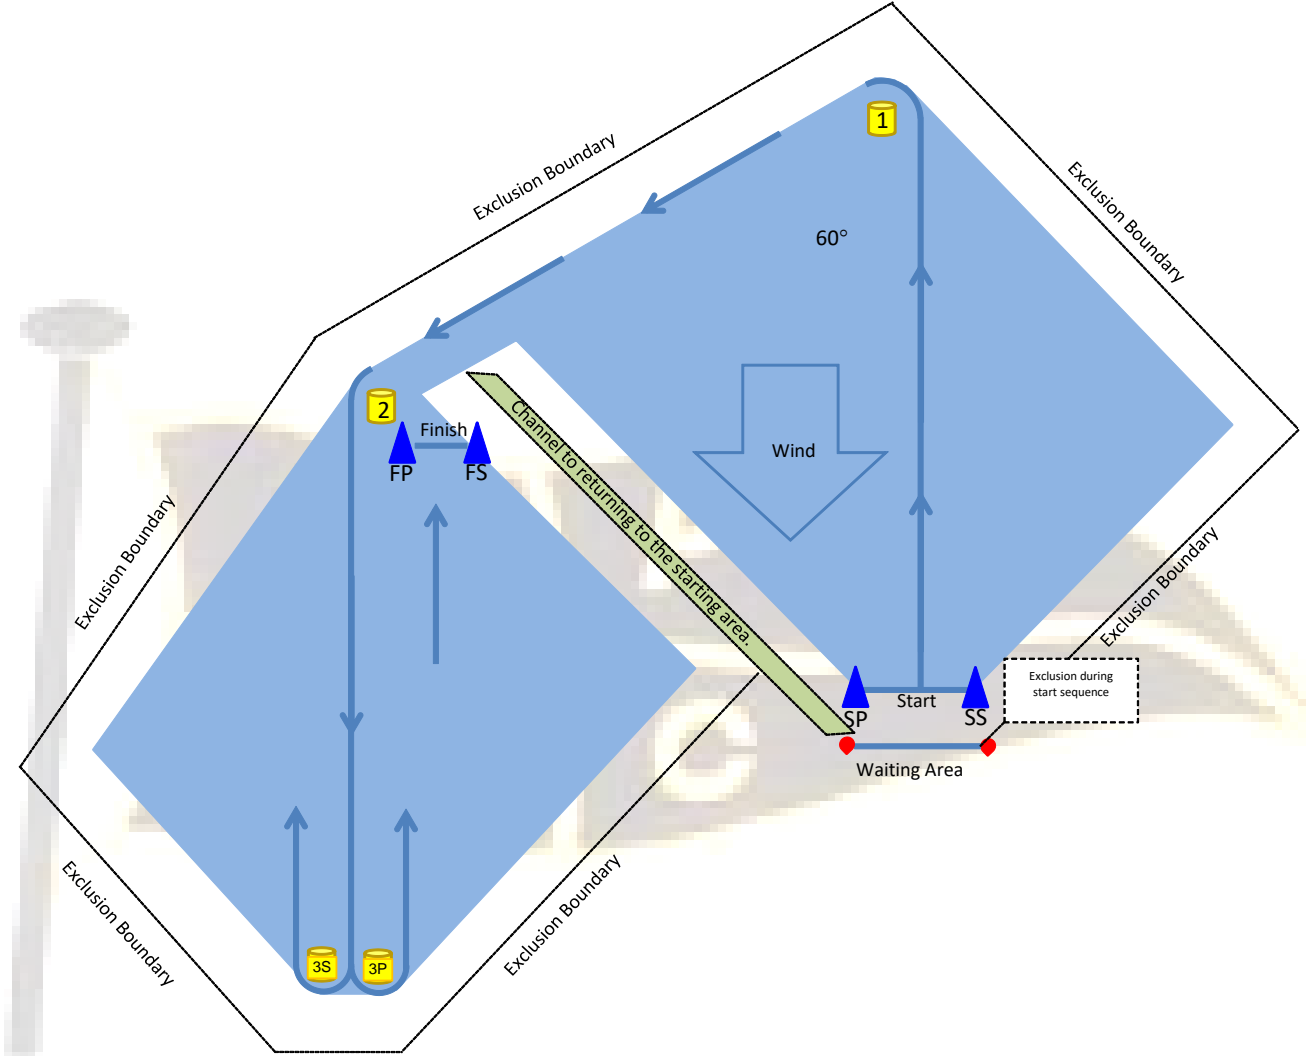 1
Exclusion Boundary
Exclusion Boundary
60°
2
Finish
FP
FS
Channel to returning to the starting area.
Wind
Exclusion Boundary
Exclusion Boundary
Exclusion during
start sequence
SP
Start
SS
Waiting Area
Exclusion Boundary
Exclusion Boundary
3S
3P